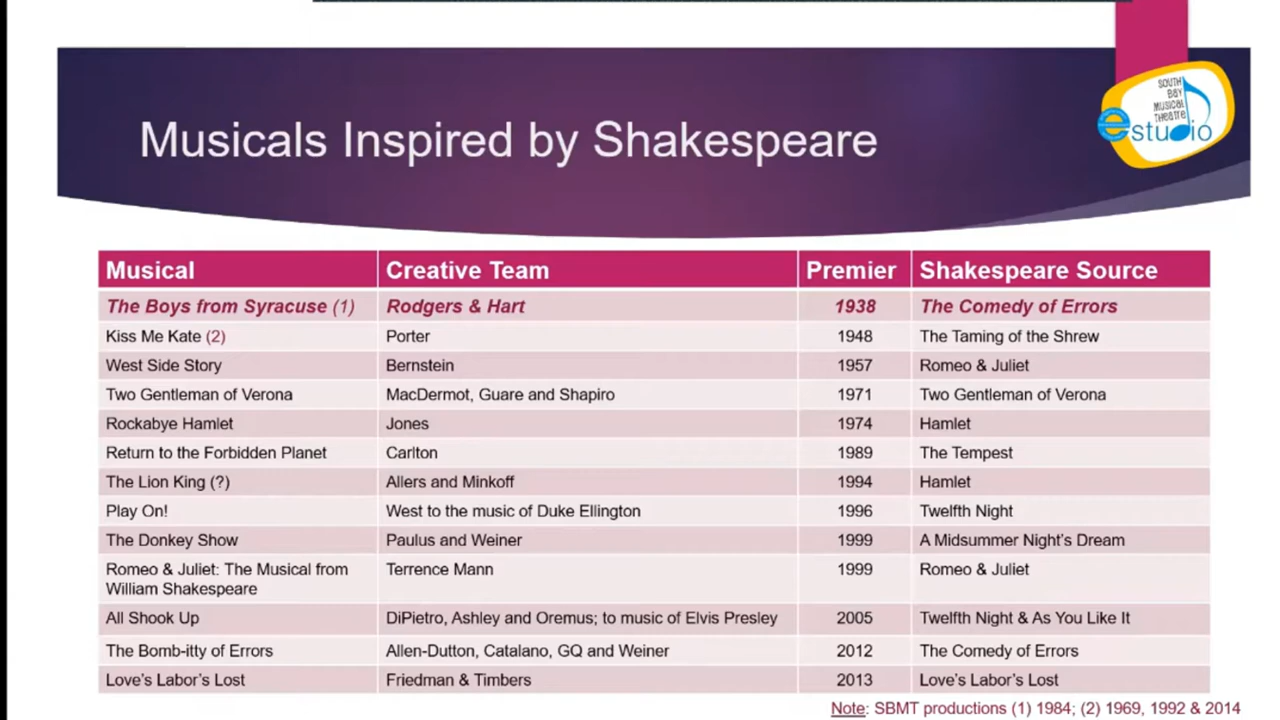 SOUTH
BAY
MUSICAL
THEATRE
estudio
Musicals Inspired by Shakespeare
Musical Creative Team Premier Shakespeare Source
The Boys from Syracuse (1) Rodgers & Hart 1938 The Comedy of Errors
Kiss Me Kate (2) Porter 1948 The Taming of the Shrew
West Side Story Bernstein 1957 Romeo & Juliet
Two Gentleman of Verona MacDermot, Guare and Shapiro 1971 Two Gentleman of Verona
Rockabye Hamlet Jones 1974 Hamlet
Return to the Forbidden Planet Carlton 1989 The Tempest
The Lion King (?) Allers and Minkoff 1994 Hamlet
Play On! West to the music of Duke Ellington 1996 Twelfth Night
The Donkey Show Paulus and Weiner 1999 A Midsummer Night's Dream
Romeo & Juliet: The Musical from Terrence Mann 1999 Romeo & Juliet
William Shakespeare
All Shook Up DiPietro, Ashley and Oremus; to music of Elvis Presley 2005 Twelfth Night & As You Like It
The Bomb-itty of Errors Allen-Dutton, Catalano, GQ and Weiner 2012 The Comedy of Errors
Love's Labor's Lost Friedman & Timbers 2013 Love's Labor's Lost
Note: SBMT productions (1) 1984; (2) 1969, 1992 & 2014